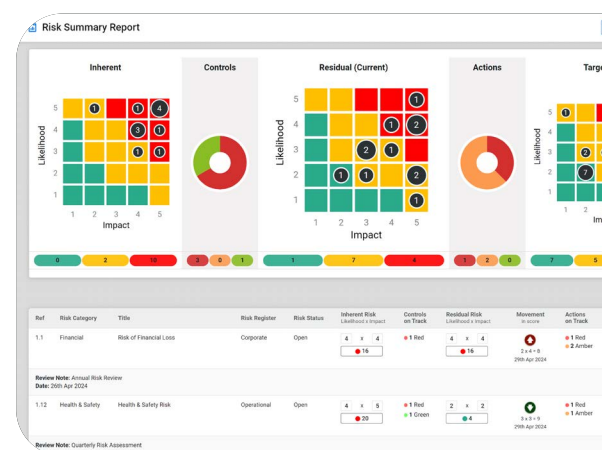 Risk Summary Report
Inherent Controls Residual (Current) Actions Targ
Likelihood
5 1 1 4
4 3 1
3 1 1
2
1
1 2 3 4 5
Impact
Likelihood
5 1
4 1 2
3 2 1
2 1 1 2
1 1
1 2 3 4 5
Impact
Likelihood
5 1
4
3 2
2 7
1
1 2
Im
0 2 10 3 0 1 1 7 4 1 2 0 7 5
Ref Risk Category Title Risk Register Risk Status Inherent Risk Controls Residual Risk Movement Actions
Likelihood x Impact on Track Likelihood x Impact in score on Track
1.1 Financial Risk of Financial Loss Corporate Open 4 x 4 1 Red 4 x 4 1 Red
16 16 2 x 4 = 8 2 Amber
29th Apr 2024
Review Note: Annual Risk Review
Date: 26th Apr 2024
1.12 Health & Safety Health & Safety Risk Operational Open 4 x 5 1 Red 2 x 2 1 Red
20 1 Green 4 3 x 3 = 9 1 Amber
29th Apr 2024
Review Note: Quarterly Risk Assessment